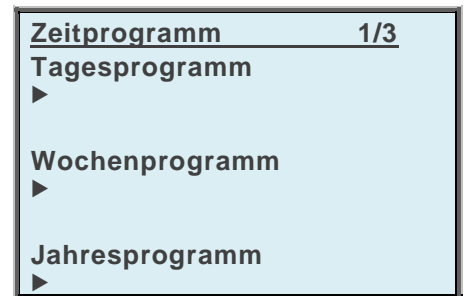 Zeitprogramm 1/3
Tagesprogramm
▶
Wochenprogramm
▶
Jahresprogramm
▶